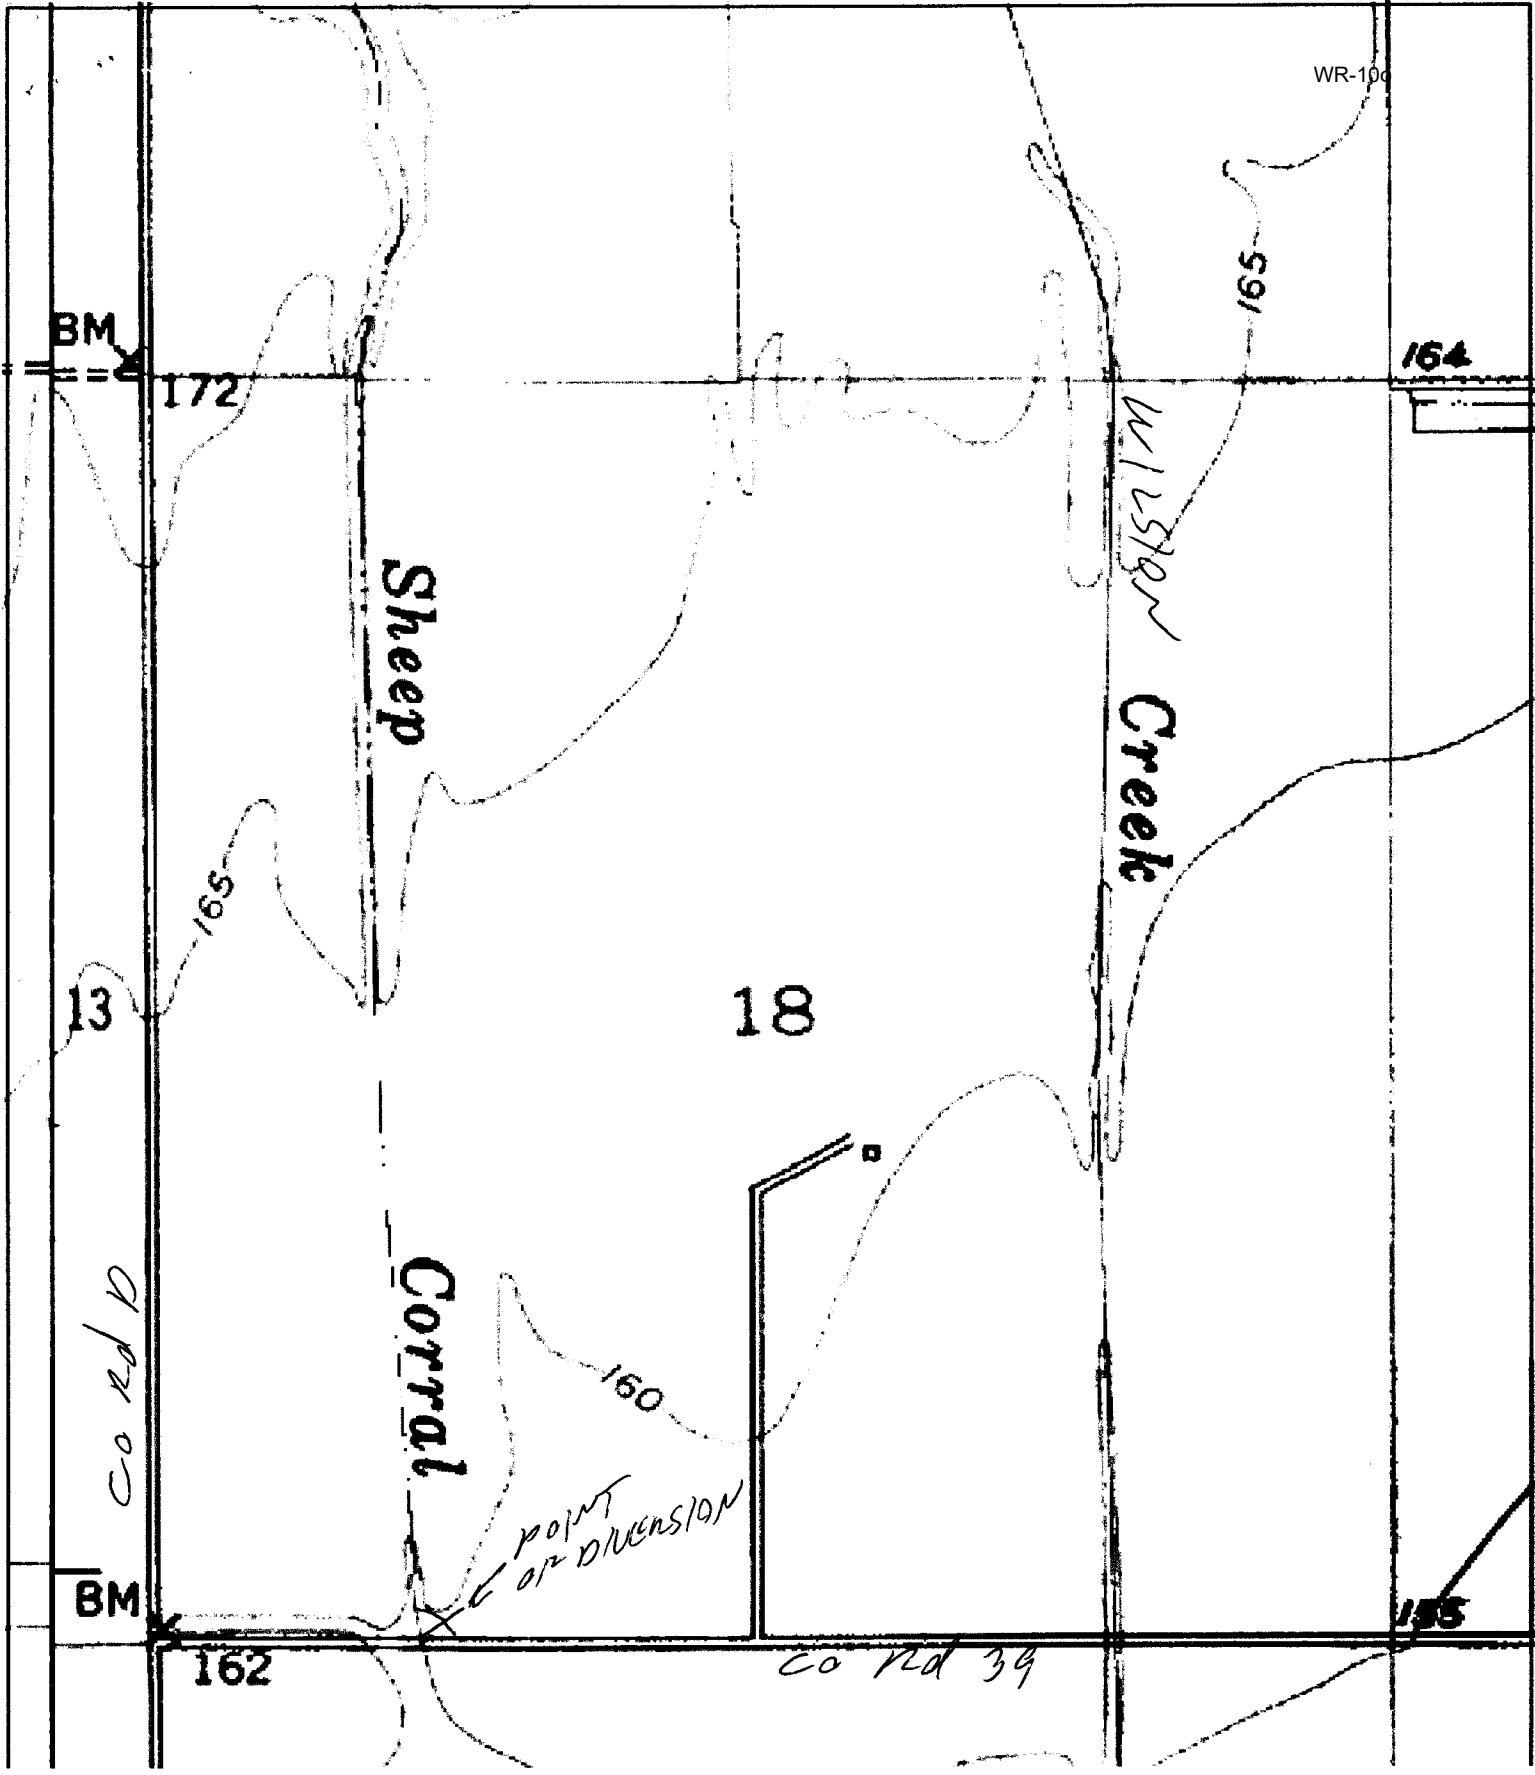 WR-10c
165
BM
164
172
WILSON
Sheep
Creek
165
13
18
Co Rd D
Corral
160
POINT
OF DIVERSION
BM
155
162
Co Rd 39